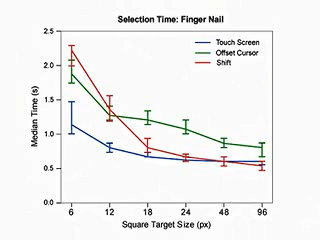 Selection Time: Finger Nail
Touch Screen
Offset Cursor
Shift
Median Time (s)
2.5
2.0
1.5
1.0
0.5
0.0
6 12 18 24 48 96
Square Target Size (px)